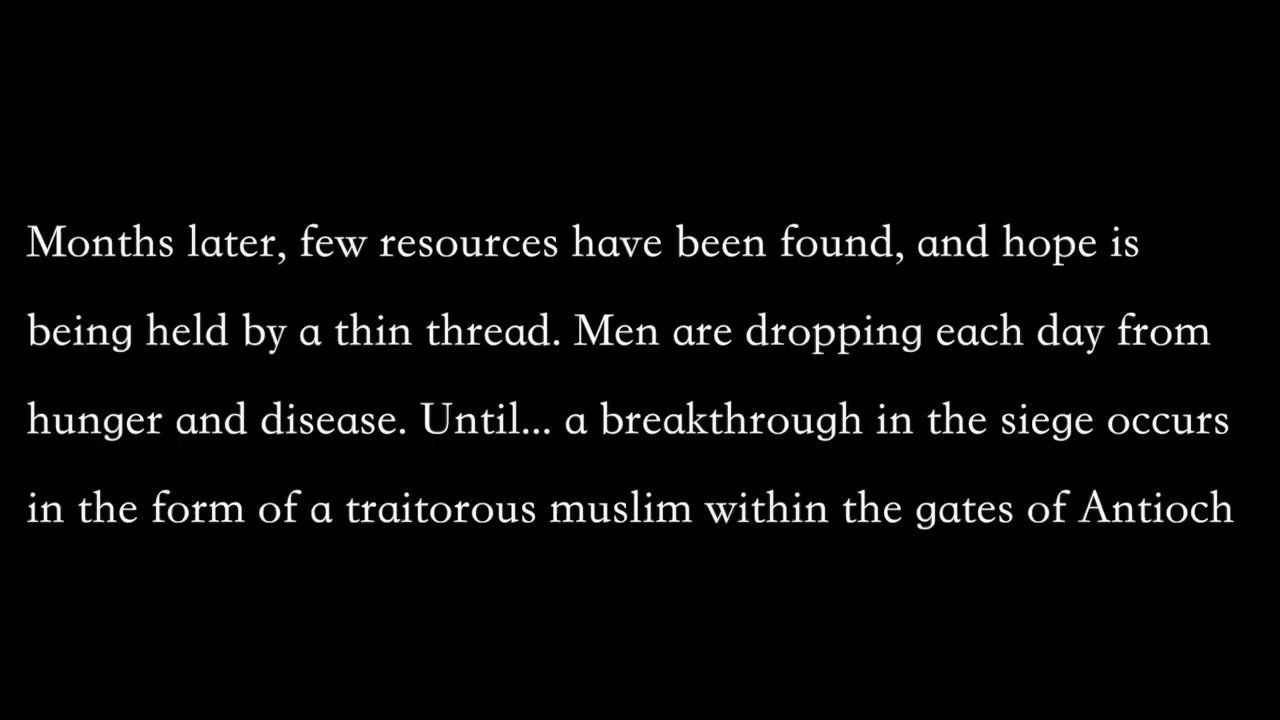 Months later, few resources have been found, and hope is
being held by a thin thread. Men are dropping each day from
hunger and disease. Until... a breakthrough in the siege occurs
in the form of a traitorous muslim within the gates of Antioch